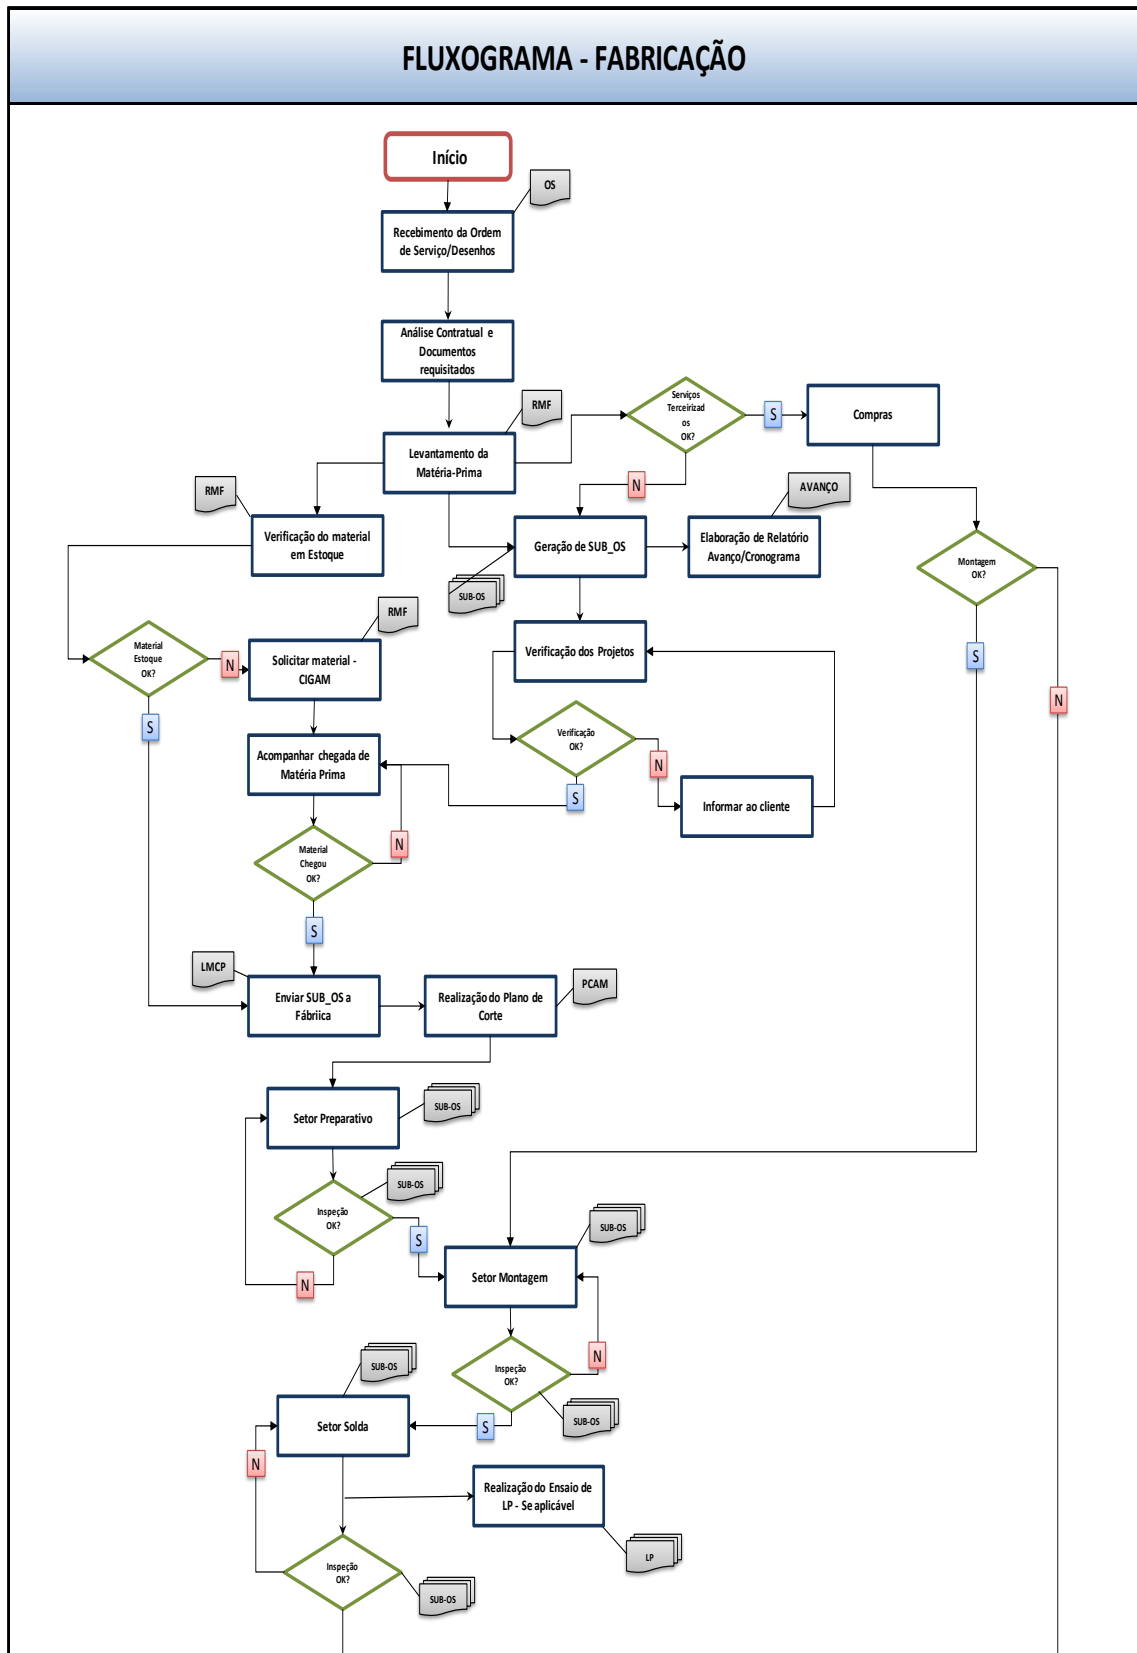 FLUXOGRAMA - FABRICAÇÃO
Início
OS
Recebimento da Ordem
de Serviço/Desenhos
Análise Contratual e
Documentos
requisitados
RMF
Serviços
Terceirizad
os
OK?
S
Compras
Levantamento da
Matéria-Prima
N
RMF
AVANÇO
Verificação do material
em Estoque
Geração de SUB_OS
Elaboração de Relatório
Avanço/Cronograma
Montagem
OK?
SUB-OS
RMF
Material
Estoque
OK?
N
Solicitar material -
CIGAM
Verificação dos Projetos
S
N
S
Verificação
OK?
Acompanhar chegada de
Matéria Prima
N
S
Informar ao cliente
N
Material
Chegou
OK?
S
LMCP
Enviar SUB_OS a
Fábriica
Realização do Plano de
Corte
PCAM
Setor Preparativo
SUB-OS
SUB-OS
Inspeção
OK?
S
SUB-OS
N
Setor Montagem
N
SUB-OS
Inspeção
OK?
SUB-OS
Setor Solda
S
N
Realização do Ensaio de
LP - Se aplicável
LP
Inspeção
OK?
SUB-OS